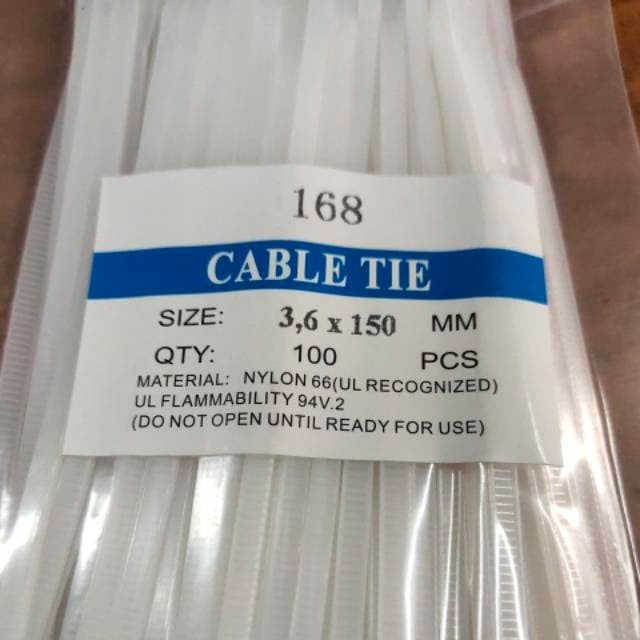 168
CABLE TIE
SIZE: 3,6 x 150 MM
QTY: 100 PCS
MATERIAL: NYLON 66(UL RECOGNIZED)
UL FLAMMABILITY 94V.2
(DO NOT OPEN UNTIL READY FOR USE)